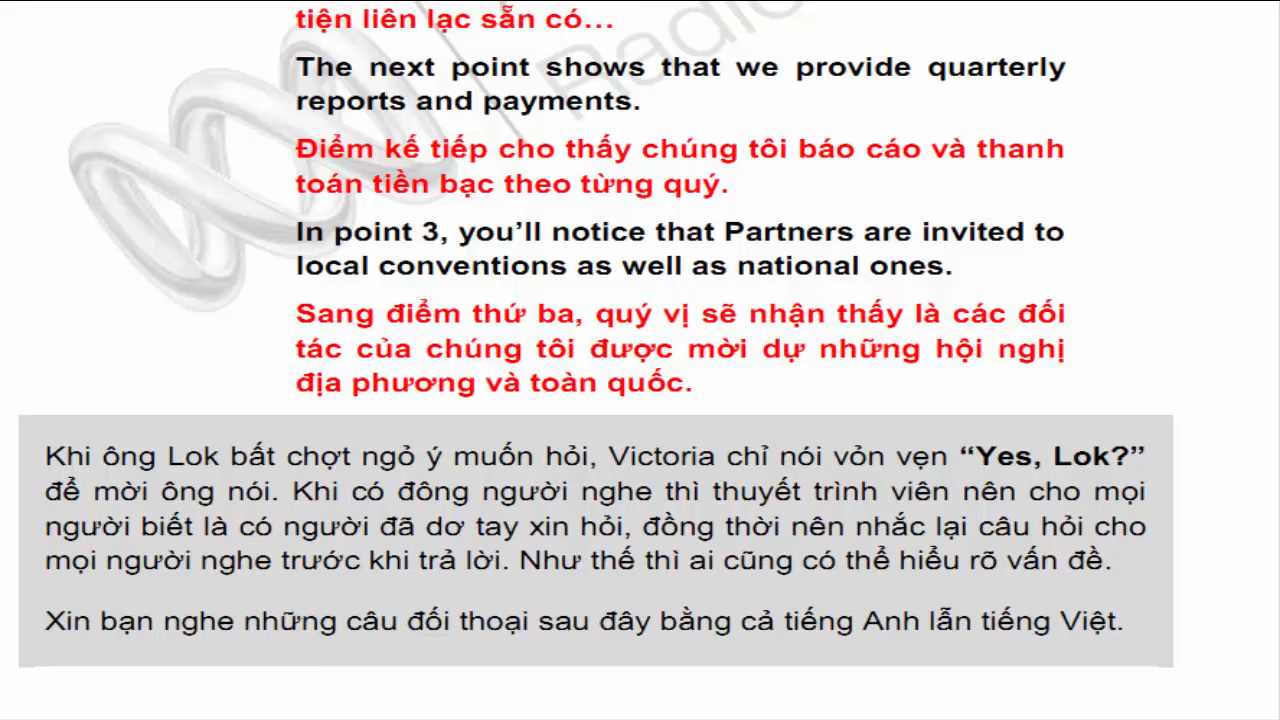 tiện liên lạc sẵn có...
Radio
The next point shows that we provide quarterly
reports and payments.
Điểm kế tiếp cho thấy chúng tôi báo cáo và thanh
toán tiền bạc theo từng quý.
In point 3, you’ll notice that Partners are invited to
local conventions as well as national ones.
Sang điểm thứ ba, quý vị sẽ nhận thấy là các đối
tác của chúng tôi được mời dự những hội nghị
địa phương và toàn quốc.
Khi ông Lok bất chợt ngỏ ý muốn hỏi, Victoria chỉ nói vỏn vẹn “Yes, Lok?”
để mời ông nói. Khi có đông người nghe thì thuyết trình viên nên cho mọi
người biết là có người đã dơ tay xin hỏi, đồng thời nên nhắc lại câu hỏi cho
mọi người nghe trước khi trả lời. Như thế thì ai cũng có thể hiểu rõ vấn đề.
Xin bạn nghe những câu đối thoại sau đây bằng cả tiếng Anh lẫn tiếng Việt.